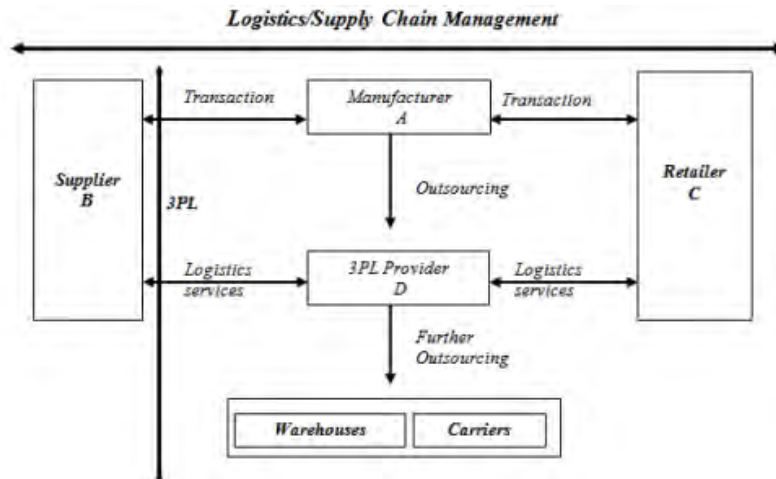 Logistics/Supply Chain Management
Transaction
Manufacturer
A
Transaction
Supplier
B
3PL
Outsourcing
Retailer
C
Logistics
services
3PL Provider
D
Logistics
services
Further
Outsourcing
Warehouses
Carriers